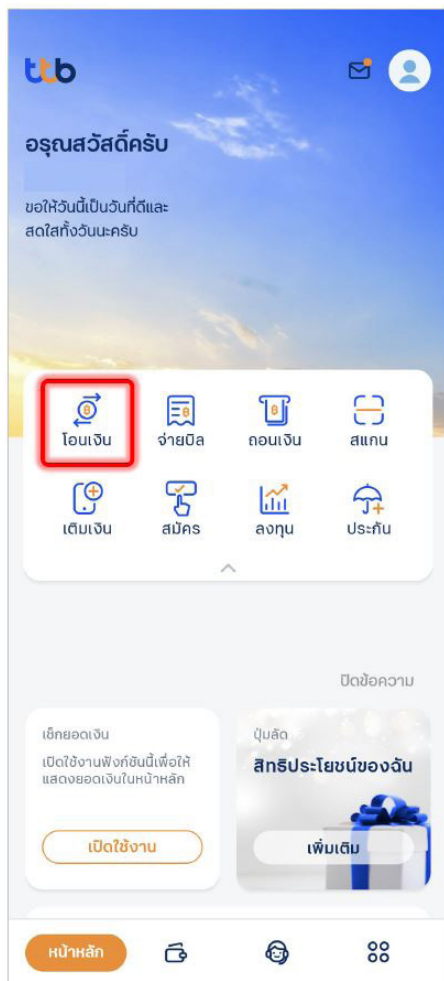 ttb
อรุณสวัสดิ์ครับ
ขอให้วันนี้เป็นวันที่ดีและ
สดใสทั้งวันนะครับ
โอนเงิน
จ่ายบิล
ถอนเงิน
สแกน
เติมเงิน
สมัคร
ลงทุน
ประกัน
ปิดข้อความ
เช็กยอดเงิน
เปิดใช้งานฟังก์ชันนี้เพื่อให้
แสดงยอดเงินในหน้าหลัก
เปิดใช้งาน
ปุ่มลัด
สิทธิประโยชน์ของฉัน
เพิ่มเติม
หน้าหลัก